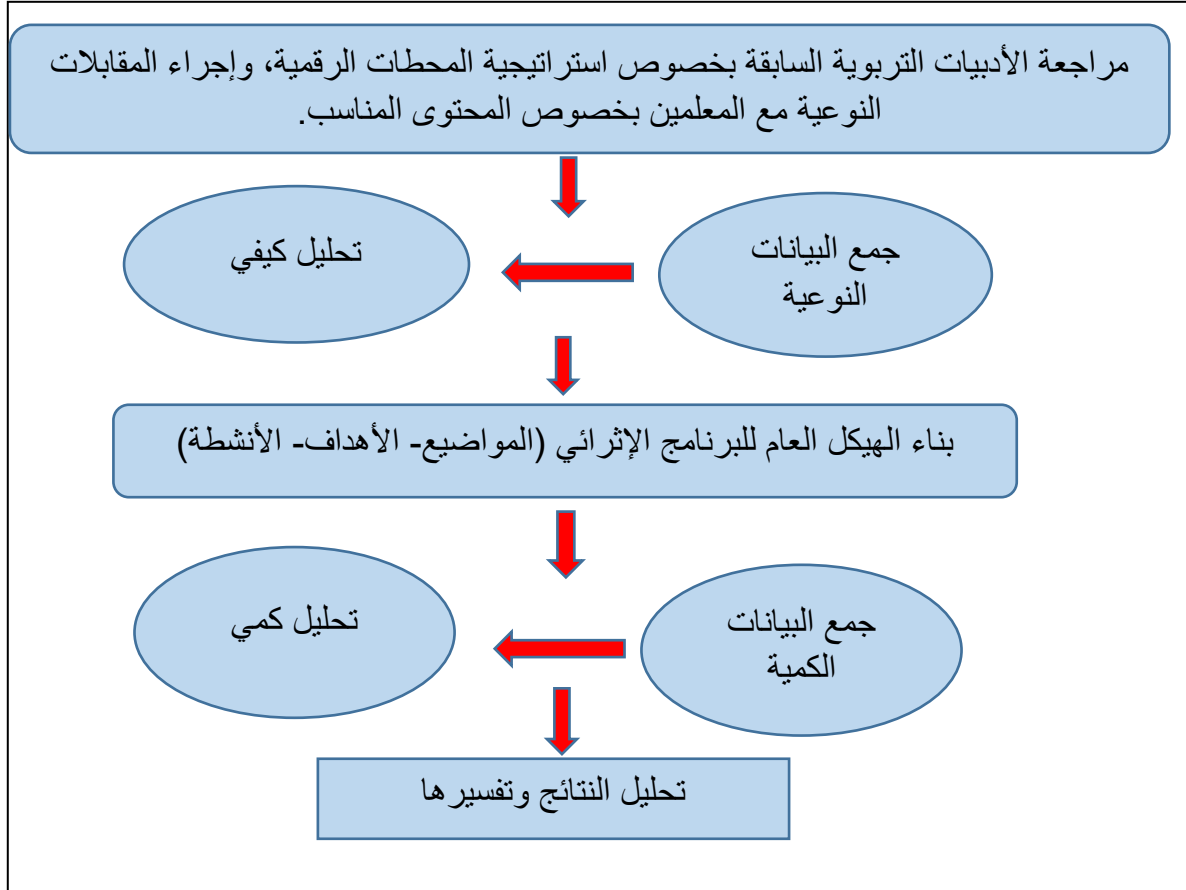 مراجعة الأدبيات التربوية السابقة بخصوص استراتيجية المحطات الرقمية، وإجراء المقابلات
النوعية مع المعلمين بخصوص المحتوى المناسب.
جمع البيانات
النوعية
تحليل كيفي
بناء الهيكل العام للبرنامج الإثرائي (المواضيع- الأهداف- الأنشطة)
جمع البيانات
الكمية
تحليل كمي
تحليل النتائج وتفسيرها